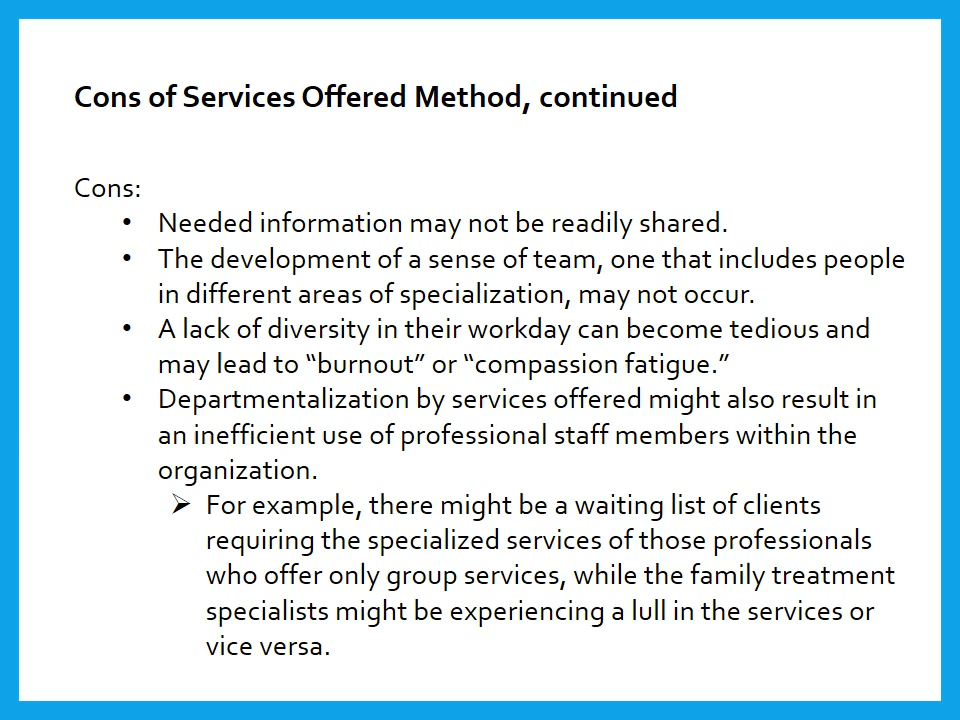 Cons of Services Offered Method, continued
Cons:
• Needed information may not be readily shared.
• The development of a sense of team, one that includes people
in different areas of specialization, may not occur.
• A lack of diversity in their workday can become tedious and
may lead to “burnout” or “compassion fatigue.”
• Departmentalization by services offered might also result in
an inefficient use of professional staff members within the
organization.
➢ For example, there might be a waiting list of clients
requiring the specialized services of those professionals
who offer only group services, while the family treatment
specialists might be experiencing a lull in the services or
vice versa.